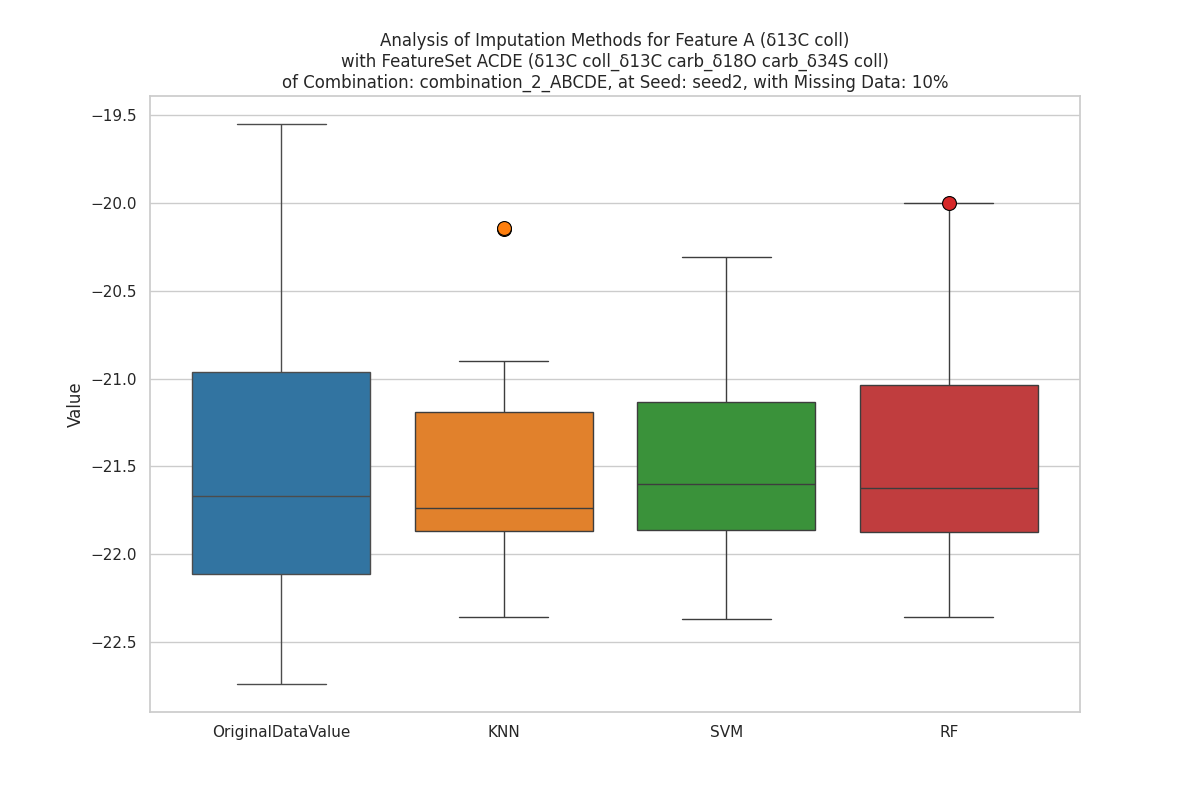 Analysis of Imputation Methods for Feature A (δ13C coll)
with FeatureSet ACDE (δ13C coll_δ13C carb_δ18O carb_δ34S coll)
of Combination: combination_2_ABCDE, at Seed: seed2, with Missing Data: 10%
−19.5
−20.0
−20.5
−21.0
−21.5
−22.0
−22.5
Value
OriginalDataValue
KNN
SVM
RF